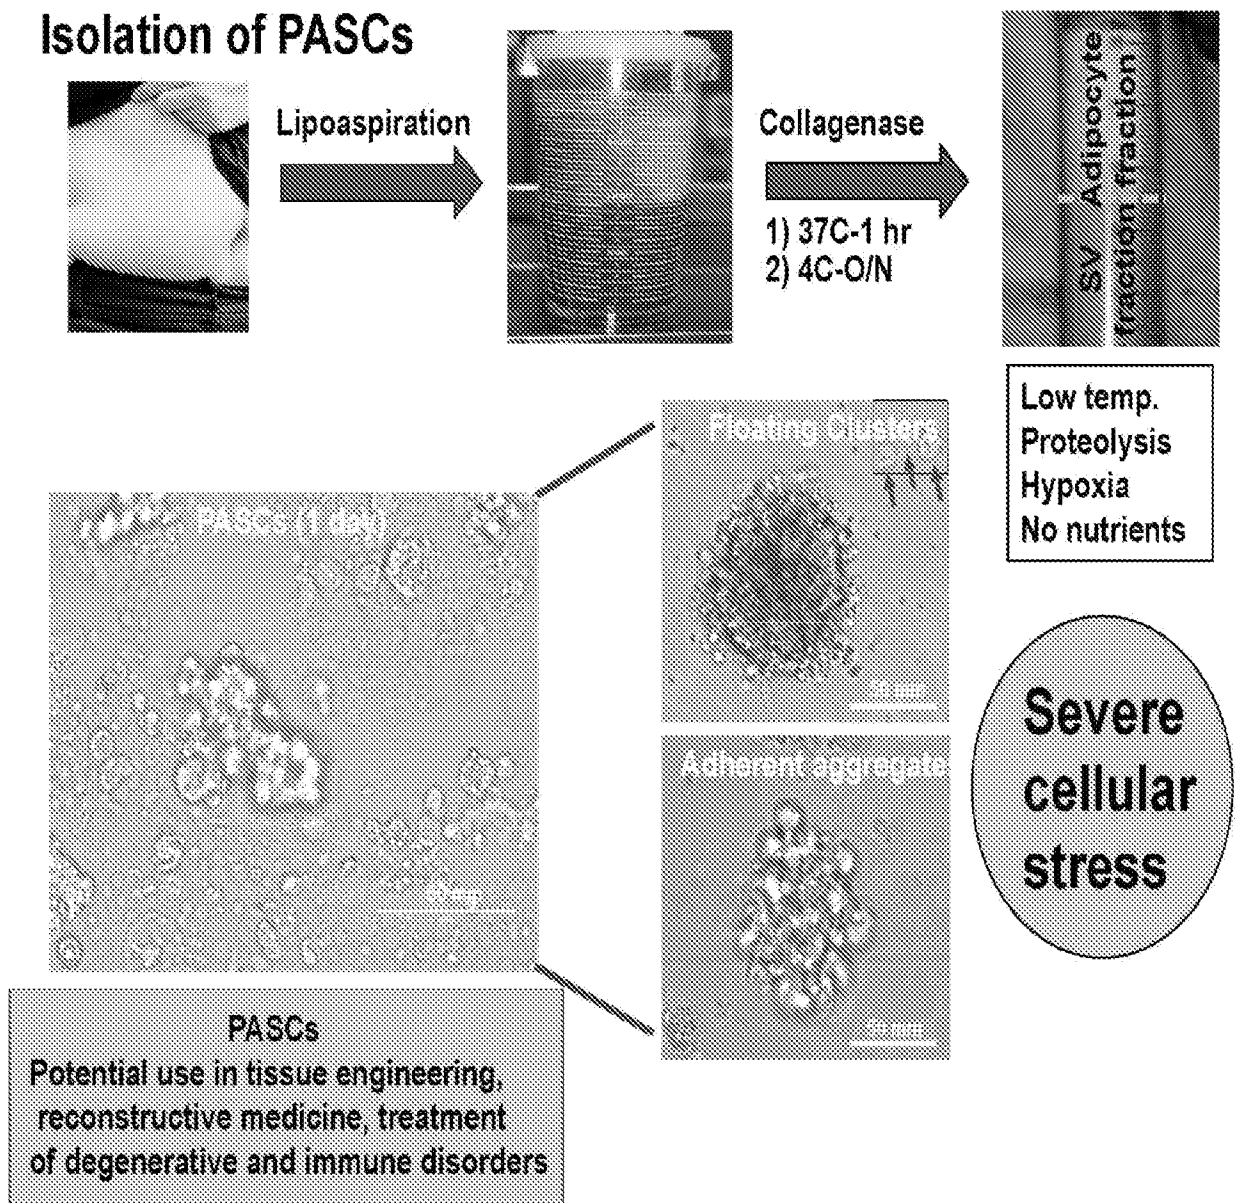 Isolation of PASCs
Lipoaspiration
Collagenase
1) 37C-1 hr
2) 4C-O/N
SV Adipocyte
fraction fraction
Low temp.
Proteolysis
Hypoxia
No nutrients
Floating Clusters
PASCs (1 day)
Adherent aggregate
Severe
cellular
stress
PASCs
Potential use in tissue engineering,
reconstructive medicine, treatment
of degenerative and immune disorders